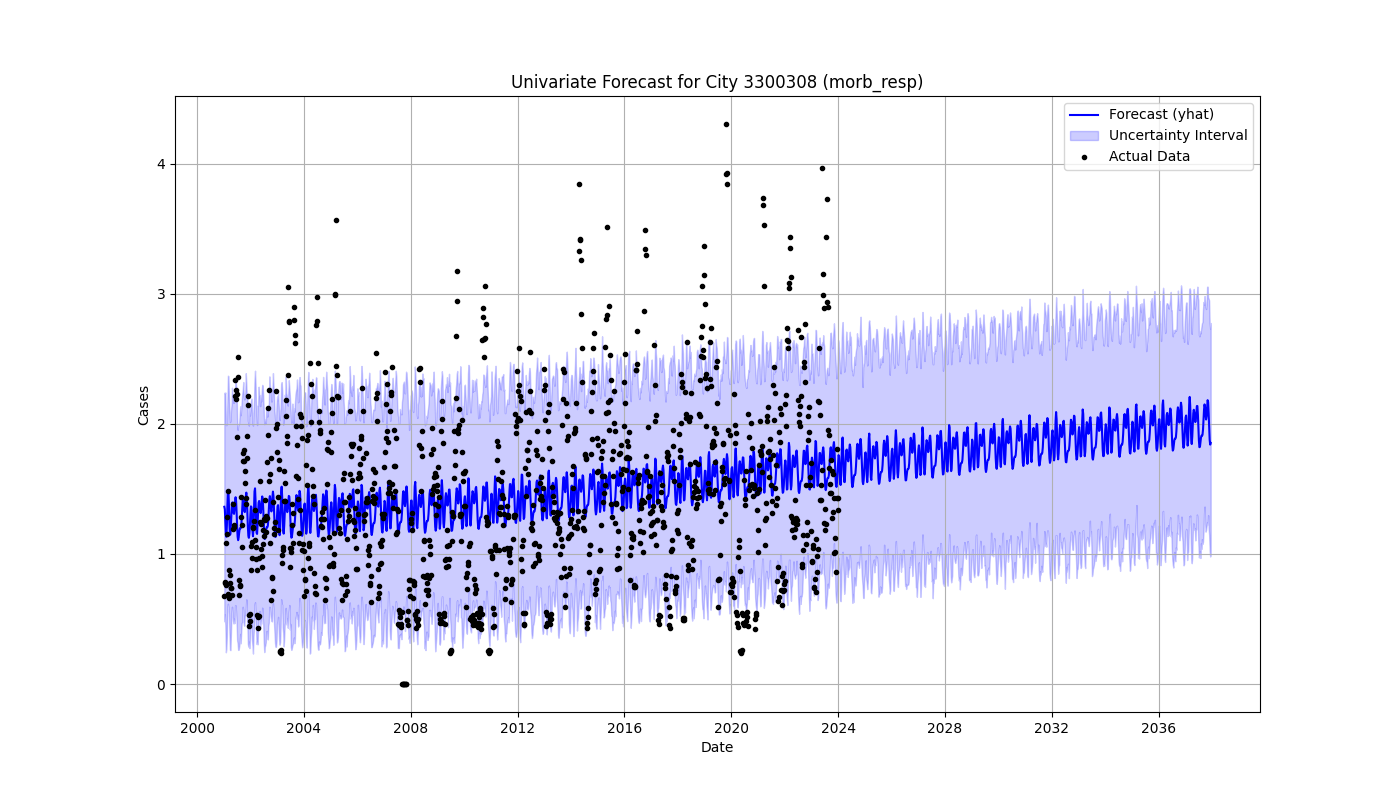 Univariate Forecast for City 3300308 (morb_resp)
Forecast (yhat)
Uncertainty Interval
Actual Data
Cases
4
3
2
1
0
2000 2004 2008 2012 2016 2020 2024 2028 2032 2036
Date